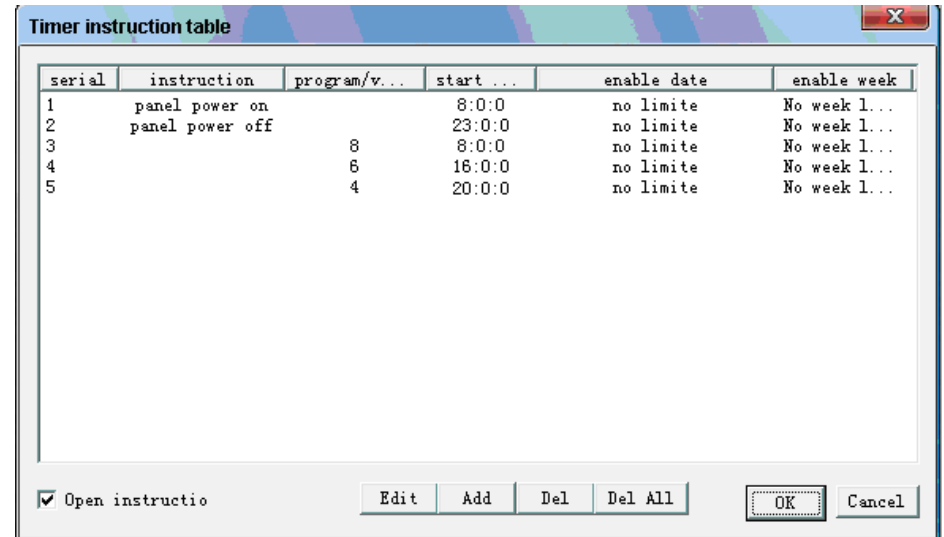 Timer instruction table
serial instruction program/v... start ... enable date enable week
1 panel power on 8:0:0 no limite No week l...
2 panel power off 23:0:0 no limite No week l...
3 8 8:0:0 no limite No week l...
4 6 16:0:0 no limite No week l...
5 4 20:0:0 no limite No week l...
Open instructio Edit Add Del Del All OK Cancel